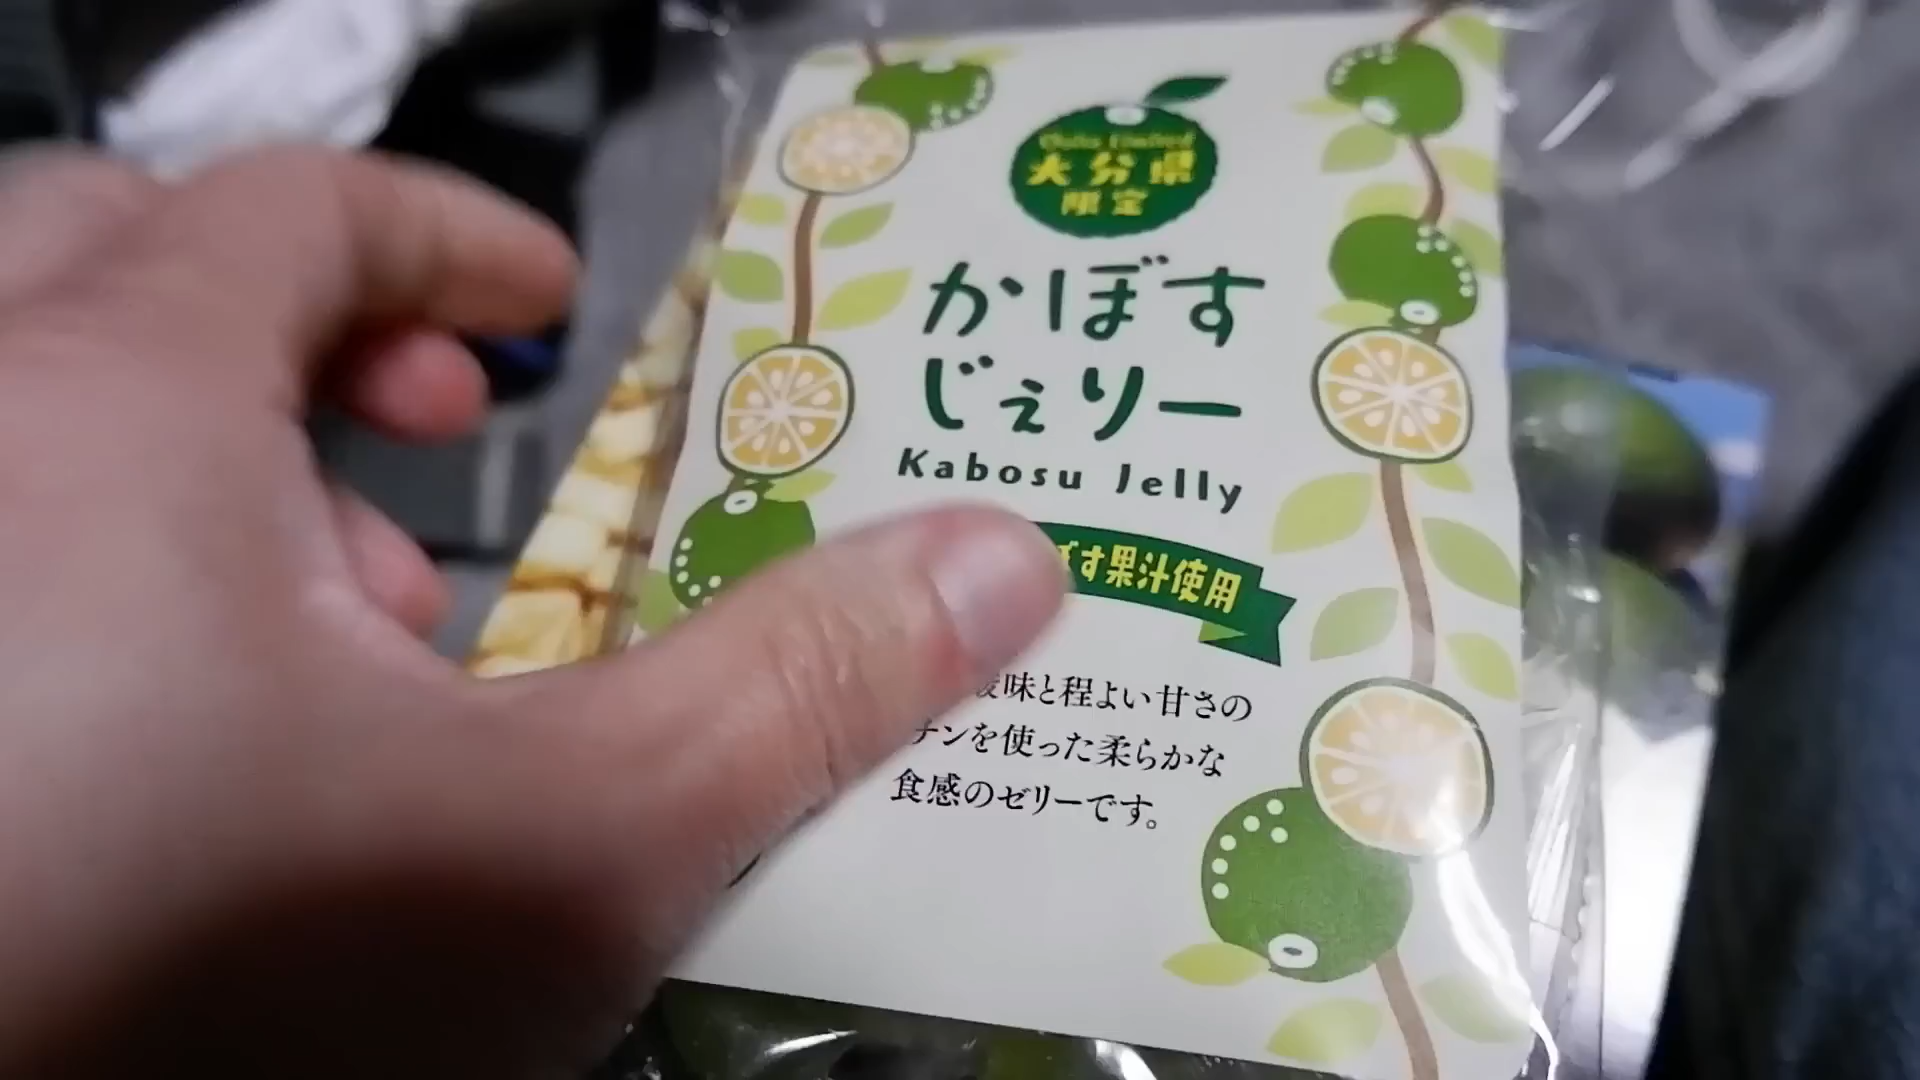 Oita Limited
大分県
限定
かぼす
じぇりー
Kabosu Jelly
ぼす果汁使用
酸味と程よい甘さの
チンを使った柔らかな
食感のゼリーです。